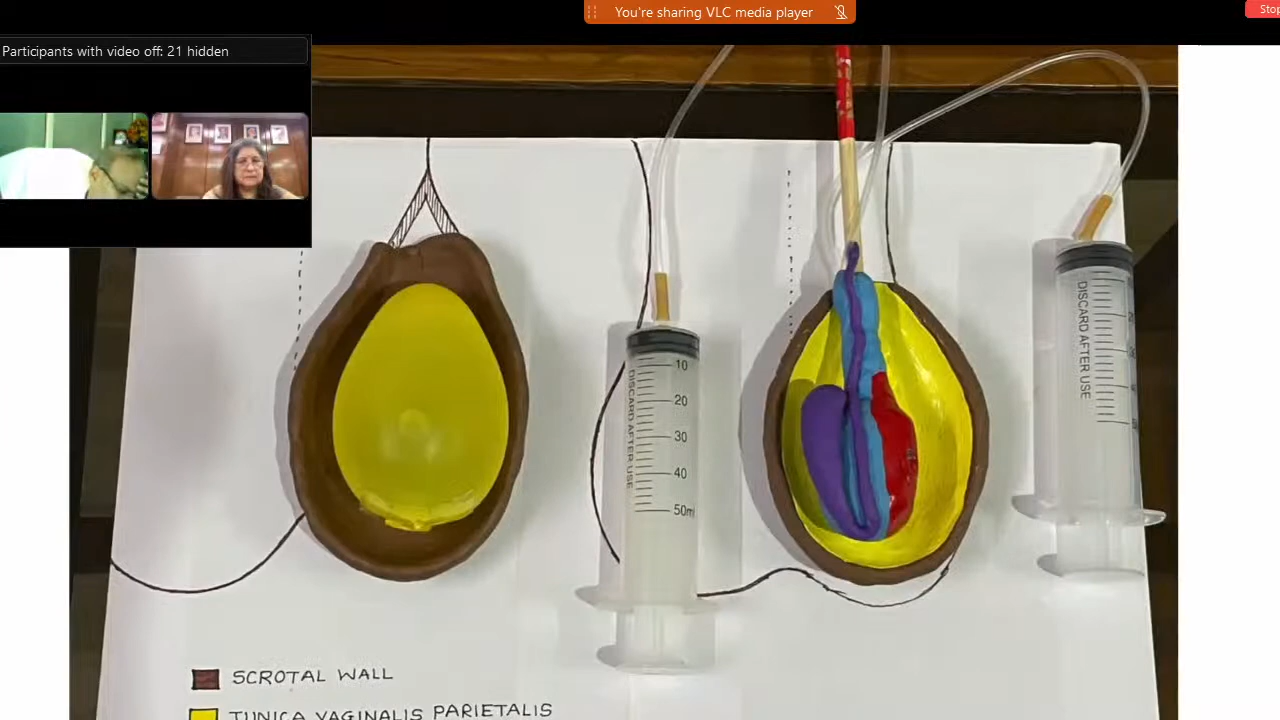 You're sharing VLC media player
Stop
Participants with video off: 21 hidden
DISCARD AFTER USE
10
20
30
40
50ml
DISCARD AFTER USE
SCROTAL WALL
TUNICA VAGINALIS PARIETALIS